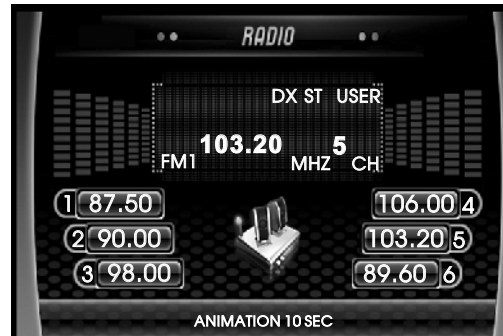 RADIO
DX ST USER
FM1 103.20 MHZ 5 CH
1 87.50
106.00 4
2 90.00
103.20 5
3 98.00
89.60 6
ANIMATION 10 SEC